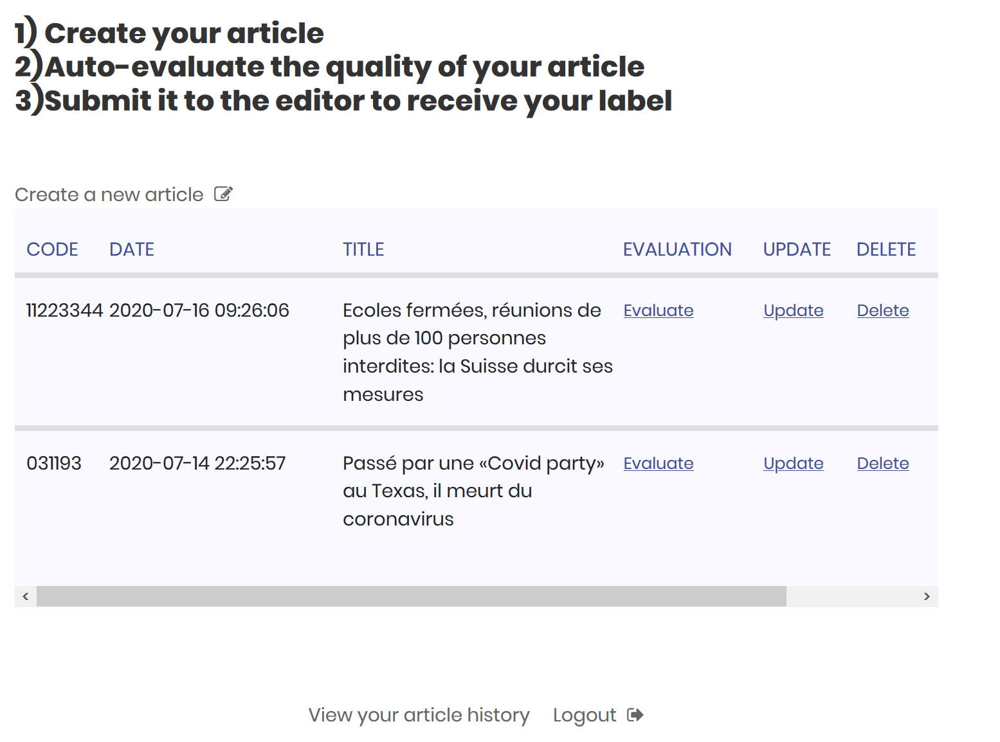 1) Create your article
2)Auto-evaluate the quality of your article
3)Submit it to the editor to receive your label
Create a new article
CODE DATE TITLE EVALUATION UPDATE DELETE
11223344 2020-07-16 09:26:06 Ecoles fermées, réunions de Evaluate Update Delete
plus de 100 personnes
interdites: la Suisse durcit ses
mesures
031193 2020-07-14 22:25:57 Passé par une «Covid party» Evaluate Update Delete
au Texas, il meurt du
coronavirus
View your article history Logout